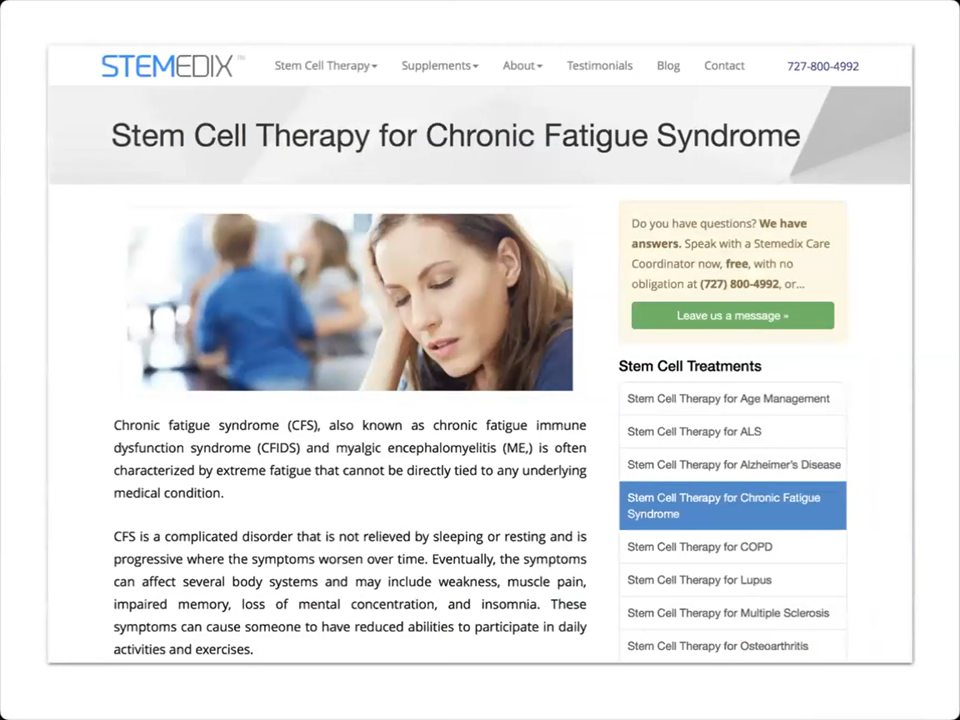 STEMEDIX™
Stem Cell Therapy
Supplements
About
Testimonials
Blog
Contact
727-800-4992
Stem Cell Therapy for Chronic Fatigue Syndrome
Chronic fatigue syndrome (CFS), also known as chronic fatigue immune
dysfunction syndrome (CFIDS) and myalgic encephalomyelitis (ME,) is often
characterized by extreme fatigue that cannot be directly tied to any underlying
medical condition.
CFS is a complicated disorder that is not relieved by sleeping or resting and is
progressive where the symptoms worsen over time. Eventually, the symptoms
can affect several body systems and may include weakness, muscle pain,
impaired memory, loss of mental concentration, and insomnia. These
symptoms can cause someone to have reduced abilities to participate in daily
activities and exercises.
Do you have questions? We have
answers. Speak with a Stemedix Care
Coordinator now, free, with no
obligation at (727) 800-4992, or...
Leave us a message »
Stem Cell Treatments
Stem Cell Therapy for Age Management
Stem Cell Therapy for ALS
Stem Cell Therapy for Alzheimer's Disease
Stem Cell Therapy for Chronic Fatigue
Syndrome
Stem Cell Therapy for COPD
Stem Cell Therapy for Lupus
Stem Cell Therapy for Multiple Sclerosis
Stem Cell Therapy for Osteoarthritis